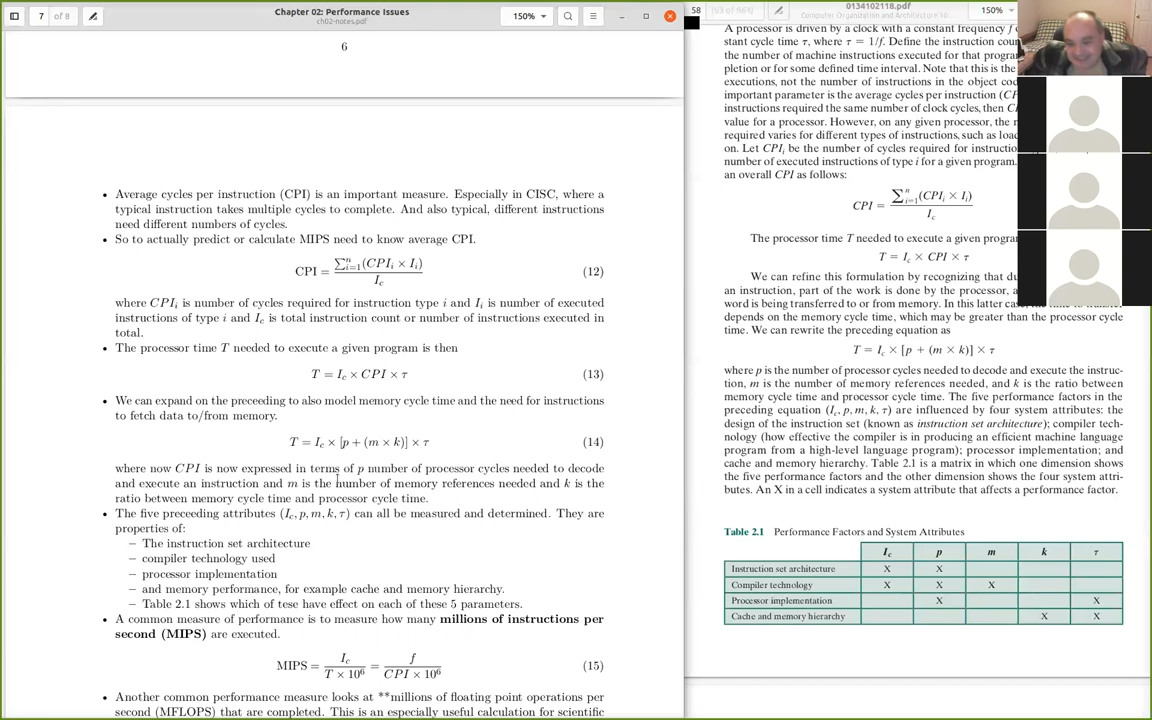 7 of 8
Chapter 02: Performance Issues
ch02-notes.pdf
150%
6
• Average cycles per instruction (CPI) is an important measure. Especially in CISC, where a
typical instruction takes multiple cycles to complete. And also typical, different instructions
need different numbers of cycles.
• So to actually predict or calculate MIPS need to know average CPI.
CPI = ∑ⁿᵢ₌₁(CPIᵢ × Iᵢ) / I_c (12)
where CPIᵢ is number of cycles required for instruction type i and Iᵢ is number of executed
instructions of type i and I_c is total instruction count or number of instructions executed in
total.
• The processor time T needed to execute a given program is then
T = I_c × CPI × τ (13)
• We can expand on the preceeding to also model memory cycle time and the need for instructions
to fetch data to/from memory.
T = I_c × [p + (m × k)] × τ (14)
where now CPI is now expressed in terms of p number of processor cycles needed to decode
and execute an instruction and m is the number of memory references needed and k is the
ratio between memory cycle time and processor cycle time.
• The five preceeding attributes (I_c, p, m, k, τ) can all be measured and determined. They are
properties of:
– The instruction set architecture
– compiler technology used
– processor implementation
– and memory performance, for example cache and memory hierarchy.
– Table 2.1 shows which of tese have effect on each of these 5 parameters.
• A common measure of performance is to measure how many millions of instructions per
second (MIPS) are executed.
MIPS = I_c / (T × 10⁶) = f / (CPI × 10⁶) (15)
• Another common performance measure looks at **millions of floating point operations per
second (MFLOPS) that are completed. This is an especially useful calculation for scientific
58 (53 of 864)
0134102118.pdf
Computer Organization and Architecture
150%
A processor is driven by a clock with a constant frequency f
stant cycle time τ, where τ = 1/f. Define the instruction coun
the number of machine instructions executed for that progra
pletion or for some defined time interval. Note that this is the
executions, not the number of instructions in the object cod
important parameter is the average cycles per instruction (CP
instructions required the same number of clock cycles, then C
value for a processor. However, on any given processor, the n
required varies for different types of instructions, such as loa
on. Let CPIᵢ be the number of cycles required for instructio
number of executed instructions of type i for a given program.
an overall CPI as follows:
CPI = ∑ⁿᵢ₌₁(CPIᵢ × Iᵢ) / I_c
The processor time T needed to execute a given progra
T = I_c × CPI × τ
We can refine this formulation by recognizing that du
an instruction, part of the work is done by the processor, a
word is being transferred to or from memory. In this latter cas
depends on the memory cycle time, which may be greater than the processor cycle
time. We can rewrite the preceding equation as
T = I_c × [p + (m × k)] × τ
where p is the number of processor cycles needed to decode and execute the instruc-
tion, m is the number of memory references needed, and k is the ratio between
memory cycle time and processor cycle time. The five performance factors in the
preceding equation (I_c, p, m, k, τ) are influenced by four system attributes: the
design of the instruction set (known as instruction set architecture); compiler tech-
nology (how effective the compiler is in producing an efficient machine language
program from a high-level language program); processor implementation; and
cache and memory hierarchy. Table 2.1 is a matrix in which one dimension shows
the five performance factors and the other dimension shows the four system attri-
butes. An X in a cell indicates a system attribute that affects a performance factor.
Table 2.1 Performance Factors and System Attributes
I_c p m k τ
Instruction set architecture X X
Compiler technology X X X
Processor implementation X X
Cache and memory hierarchy X X